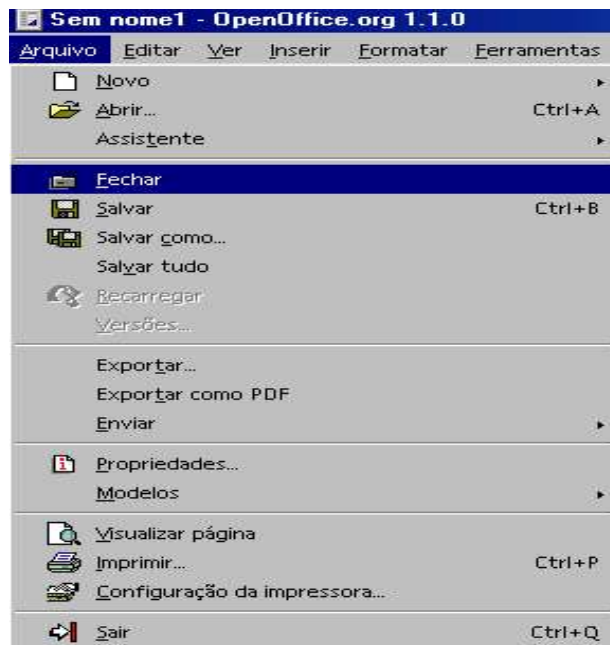 Sem nome1 - OpenOffice.org 1.1.0
Arquivo Editar Ver Inserir Formatar Ferramentas
Novo
Abrir... Ctrl+A
Assistente
Fechar
Salvar Ctrl+B
Salvar como...
Salvar tudo
Recarregar
Versões...
Exportar...
Exportar como PDF
Enviar
Propriedades...
Modelos
Visualizar página
Imprimir... Ctrl+P
Configuração da impressora...
Sair Ctrl+Q